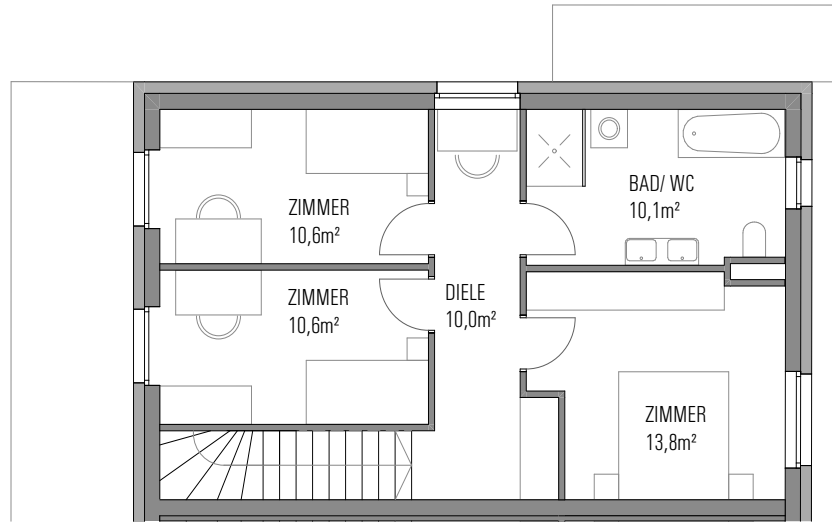 ZIMMER
10,6m²
BAD/ WC
10,1m²
ZIMMER
10,6m²
DIELE
10,0m²
ZIMMER
13,8m²